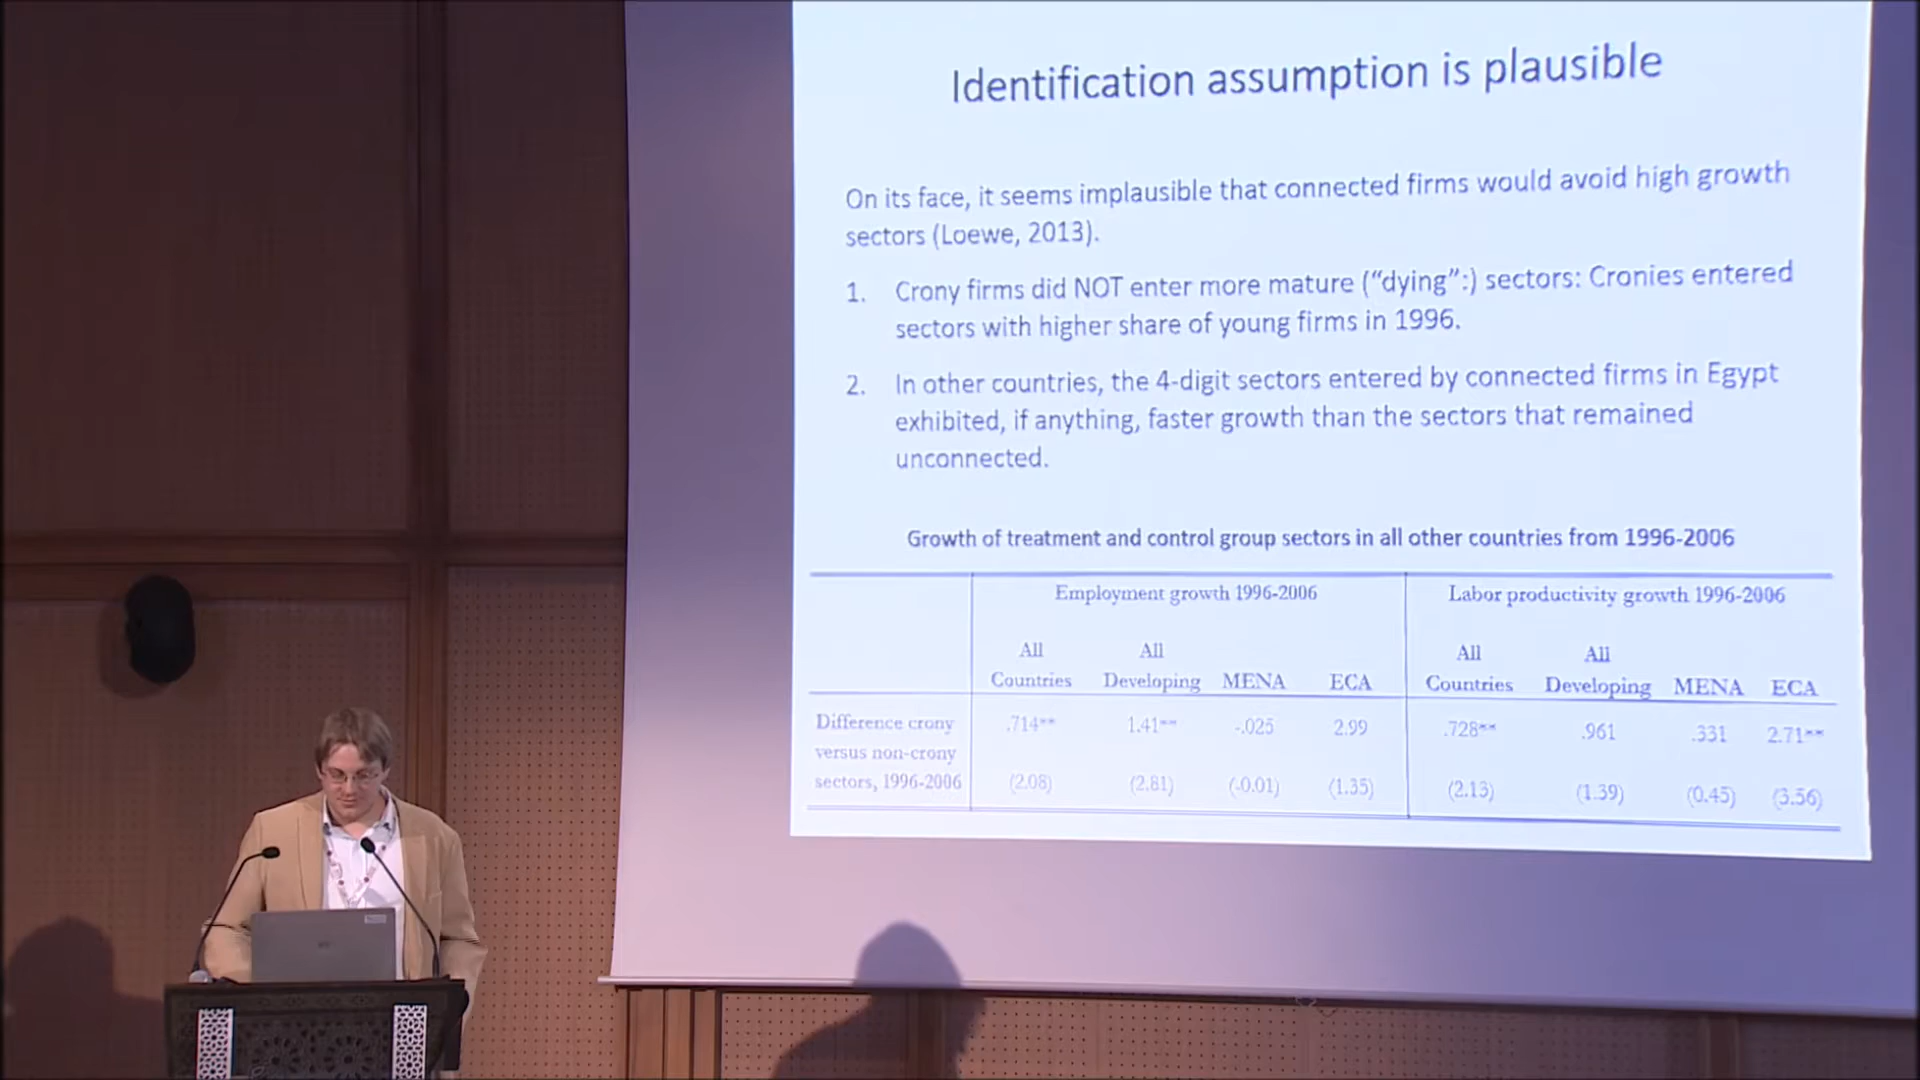 Identification assumption is plausible
On its face, it seems implausible that connected firms would avoid high growth
sectors (Loewe, 2013).
1. Crony firms did NOT enter more mature (“dying”:) sectors: Cronies entered
sectors with higher share of young firms in 1996.
2. In other countries, the 4-digit sectors entered by connected firms in Egypt
exhibited, if anything, faster growth than the sectors that remained
unconnected.
Growth of treatment and control group sectors in all other countries from 1996-2006
Employment growth 1996-2006 Labor productivity growth 1996-2006
All All All All
Countries Developing MENA ECA Countries Developing MENA ECA
Difference crony .714** 1.41** -.025 2.99 .728** .961 .331 2.71**
versus non-crony
sectors, 1996-2006 (2.08) (2.81) (-0.01) (1.35) (2.13) (1.39) (0.45) (3.56)